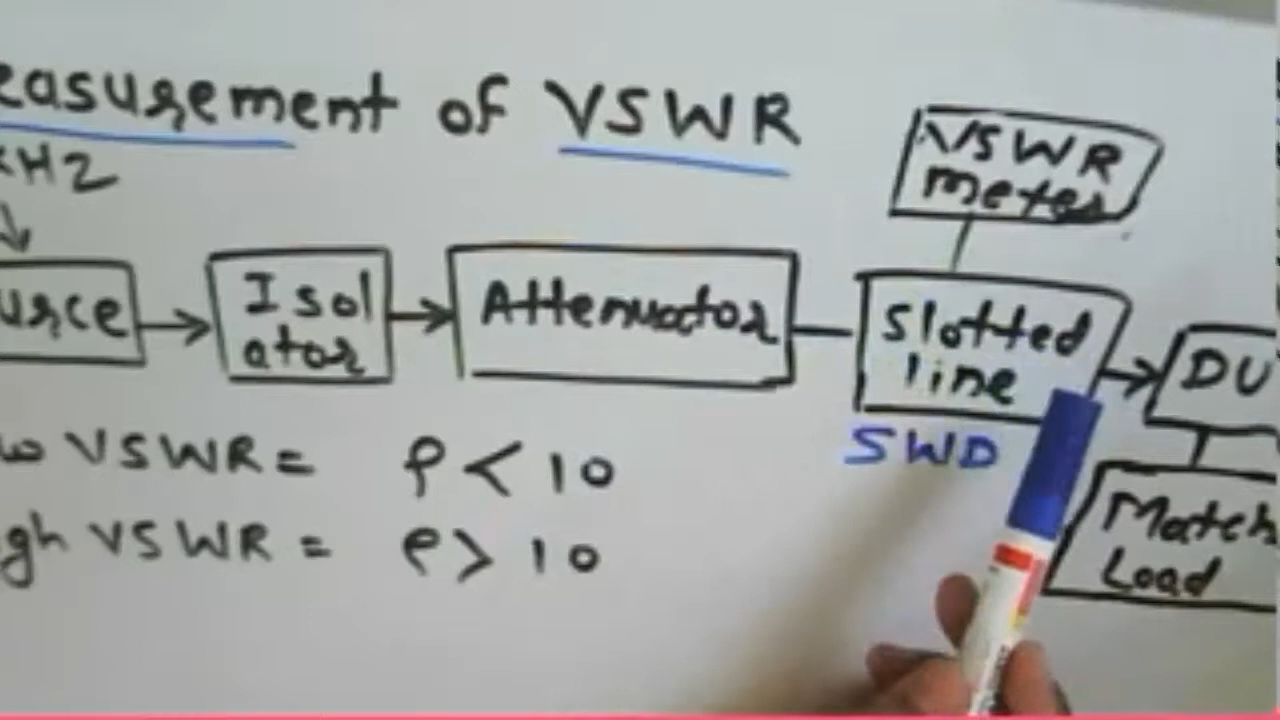 easurement of VSWR
KHz
VSWR
meter
urce
Isol
ator
Attenuator
Slotted
line
DU
SWD
Match
Load
w VSWR = ρ < 10
gh VSWR = ρ > 10